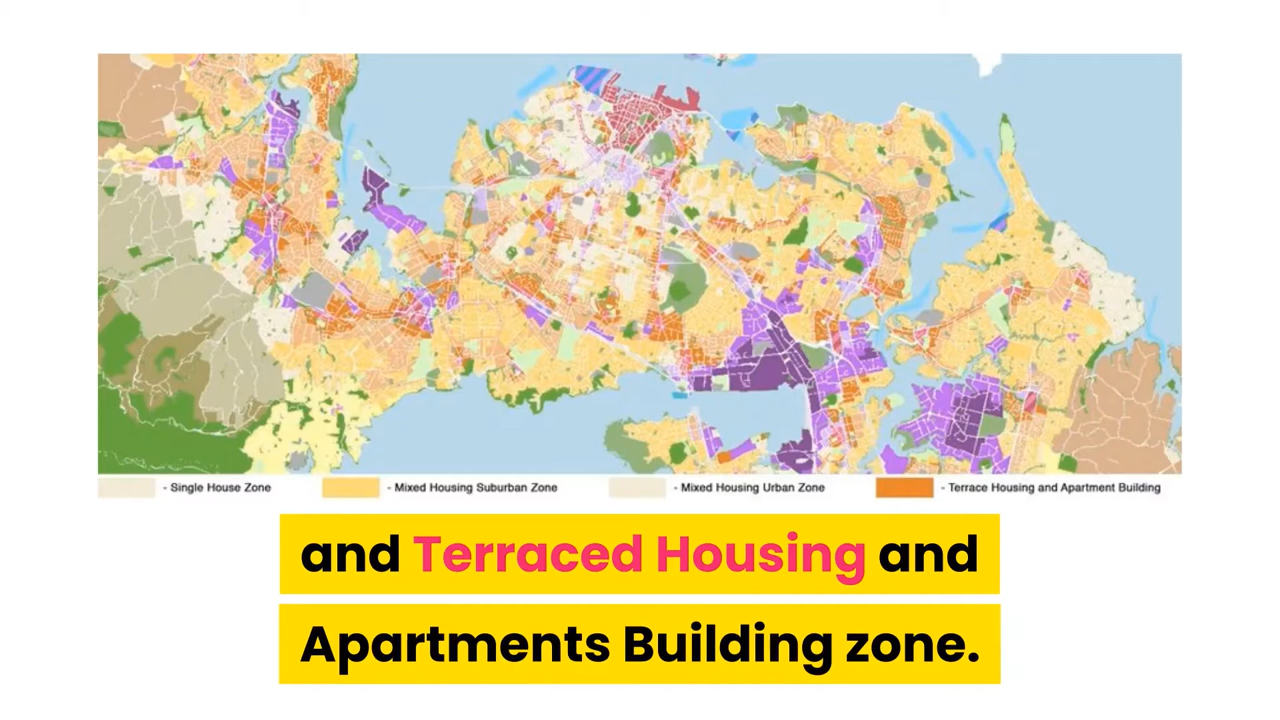 - Single House Zone
- Mixed Housing Suburban Zone
- Mixed Housing Urban Zone
- Terrace Housing and Apartment Building
and Terraced Housing and
Apartments Building zone.